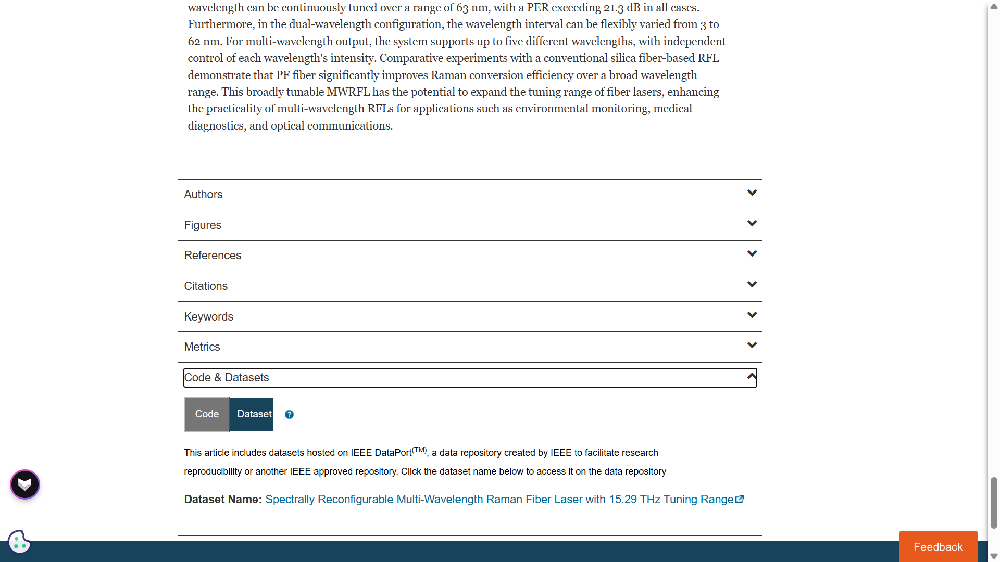 wavelength can be continuously tuned over a range of 63 nm, with a PER exceeding 21.3 dB in all cases.
Furthermore, in the dual-wavelength configuration, the wavelength interval can be flexibly varied from 3 to
62 nm. For multi-wavelength output, the system supports up to five different wavelengths, with independent
control of each wavelength's intensity. Comparative experiments with a conventional silica fiber-based RFL
demonstrate that PF fiber significantly improves Raman conversion efficiency over a broad wavelength
range. This broadly tunable MWRFL has the potential to expand the tuning range of fiber lasers, enhancing
the practicality of multi-wavelength RFLs for applications such as environmental monitoring, medical
diagnostics, and optical communications.
Authors
Figures
References
Citations
Keywords
Metrics
Code & Datasets
Code Dataset ?
This article includes datasets hosted on IEEE DataPort(TM), a data repository created by IEEE to facilitate research
reproducibility or another IEEE approved repository. Click the dataset name below to access it on the data repository
Dataset Name: Spectrally Reconfigurable Multi-Wavelength Raman Fiber Laser with 15.29 THz Tuning Range
Feedback